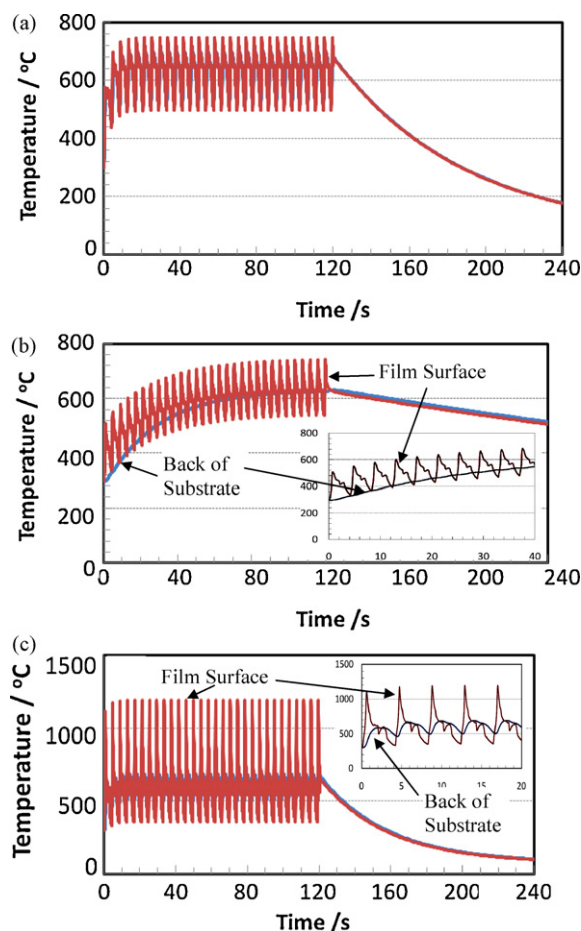 (a)
800
600
400
200
0
Temperature / °C
0 40 80 120 160 200 240
Time /s
(b)
800
600
400
200
0
Temperature / °C
Film Surface
Back of
Substrate
800
600
400
200
0
0 10 20 30 40
0 40 80 120 160 200 240
Time /s
(c)
1500
1000
500
0
Temperature / °C
Film Surface
1500
1000
500
0
0 5 10 15 20
Back of
Substrate
0 40 80 120 160 200 240
Time /s